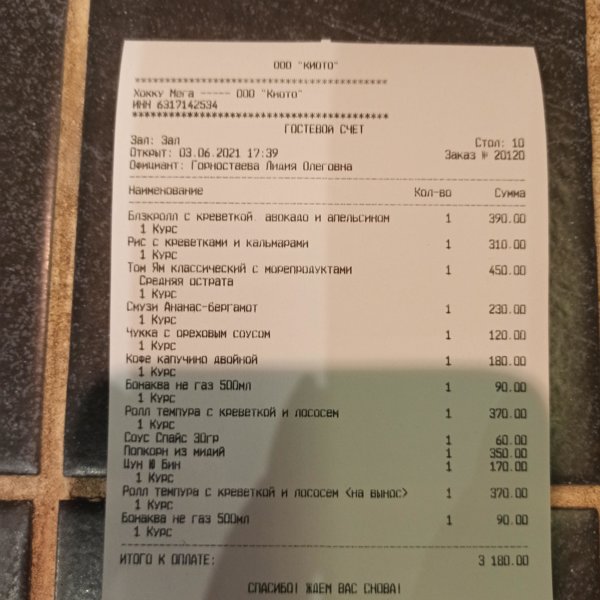 ООО "КИОТО"
****************************************
Хокку Мега ----- ООО "Киото"
ИНН 6317142534
****************************************
ГОСТЕВОЙ СЧЕТ
Зал: Зал Стол: 10
Открыт: 03.06.2021 17:39 Заказ № 20120
Официант: Горностаева Лидия Олеговна
Наименование Кол-во Сумма
Блэкролл с креветкой авокадо и апельсином 1 390.00
1 Курс
Рис с креветками и кальмарами 1 310.00
1 Курс
Том Ям классический с морепродуктами 1 450.00
Средняя острата
1 Курс
Смузи Ананас-бергамот 1 230.00
1 Курс
Чукка с ореховым соусом 1 120.00
1 Курс
Кофе капучино двойной 1 180.00
1 Курс
Бонаква не газ 500мл 1 90.00
1 Курс
Ролл темпура с креветкой и лососем 1 370.00
1 Курс
Соус Спайс 30гр 1 60.00
Попкорн из мидий 1 350.00
Цун Ю Бин 1 170.00
1 Курс
Ролл темпура с креветкой и лососем <на вынос> 1 370.00
1 Курс
Бонаква не газ 500мл 1 90.00
1 Курс
ИТОГО К ОПЛАТЕ: 3 180.00
СПАСИБО! ЖДЕМ ВАС СНОВА!